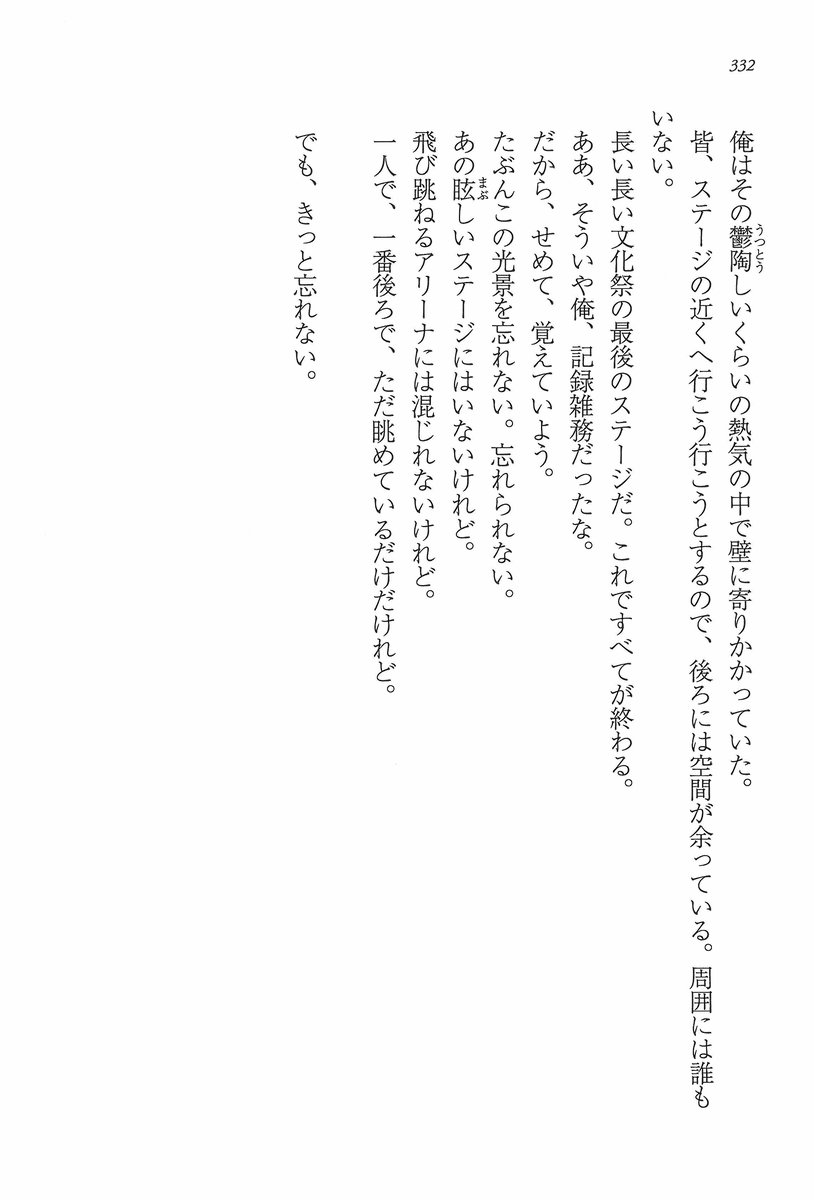 332
俺はその鬱陶しいくらいの熱気の中で壁に寄りかかっていた。
うっとう
皆、ステージの近くへ行こう行こうとするので、後ろには空間が余っている。周囲には誰も
いない。
長い長い文化祭の最後のステージだ。これですべてが終わる。
ああ、そういや俺、記録雑務だったな。
だから、せめて、覚えていよう。
たぶんこの光景を忘れない。忘れられない。
あの眩しいステージにはいないけれど。
まぶ
飛び跳ねるアリーナには混じれないけれど。
一人で、一番後ろで、ただ眺めているだけだけれど。
でも、きっと忘れない。